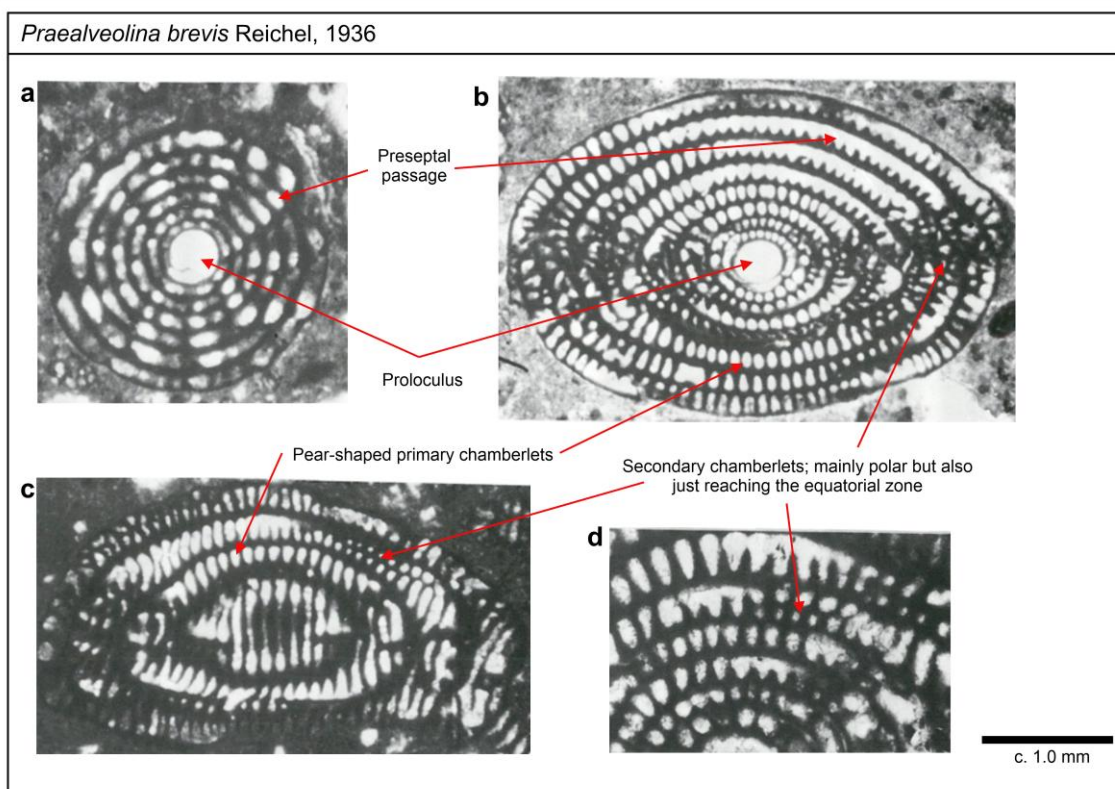 Praealveolina brevis Reichel, 1936
a
b
Preseptal
passage
Proloculus
Pear-shaped primary chamberlets
Secondary chamberlets; mainly polar but also
just reaching the equatorial zone
c
d
c. 1.0 mm